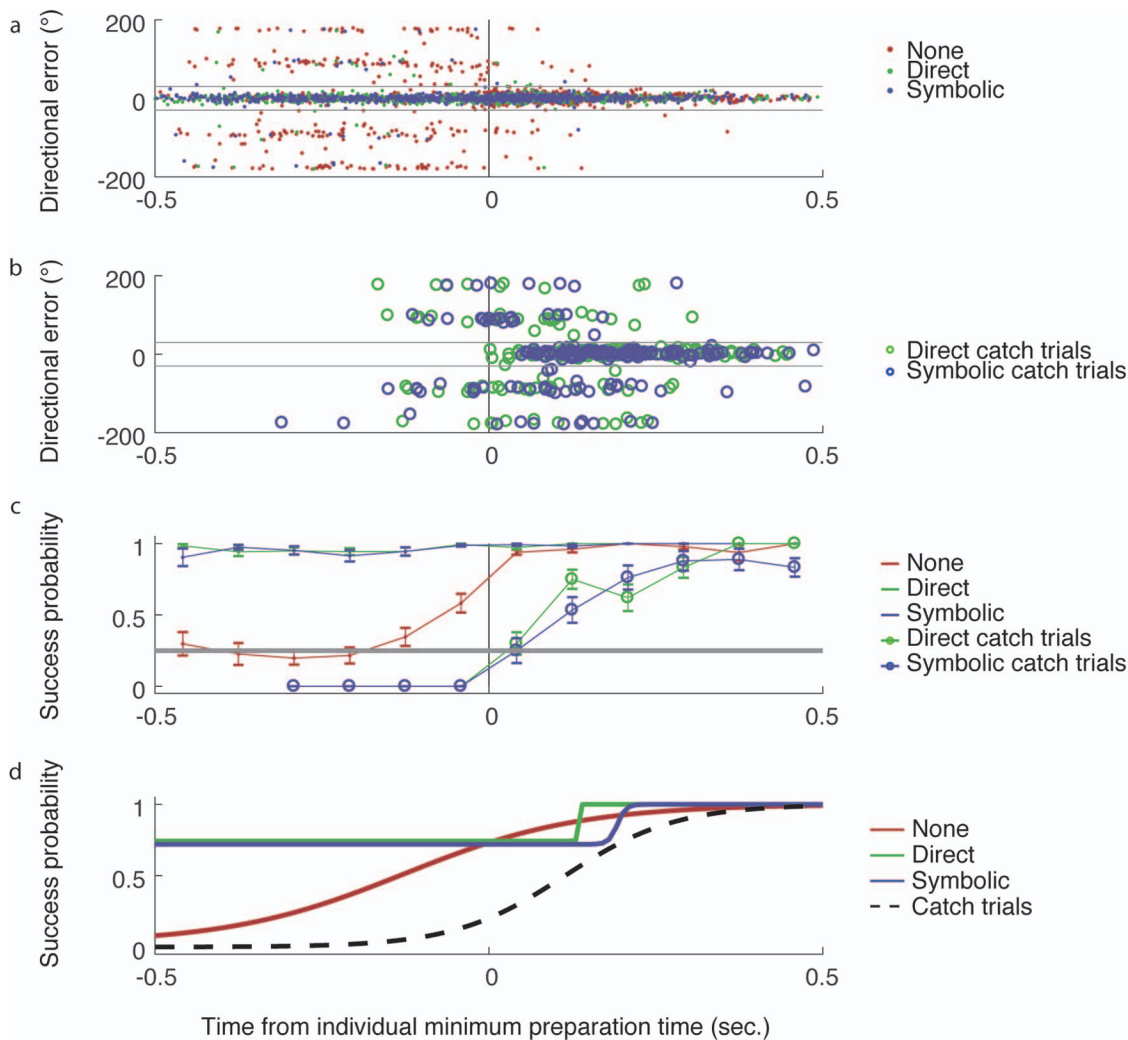 a
Directional error (°)
200
0
-200
-0.5
0
0.5
None
Direct
Symbolic
b
Directional error (°)
200
0
-200
-0.5
0
0.5
Direct catch trials
Symbolic catch trials
c
Success probability
1
0.5
0
-0.5
0
0.5
None
Direct
Symbolic
Direct catch trials
Symbolic catch trials
d
Success probability
1
0.5
0
-0.5
0
0.5
None
Direct
Symbolic
Catch trials
Time from individual minimum preparation time (sec.)